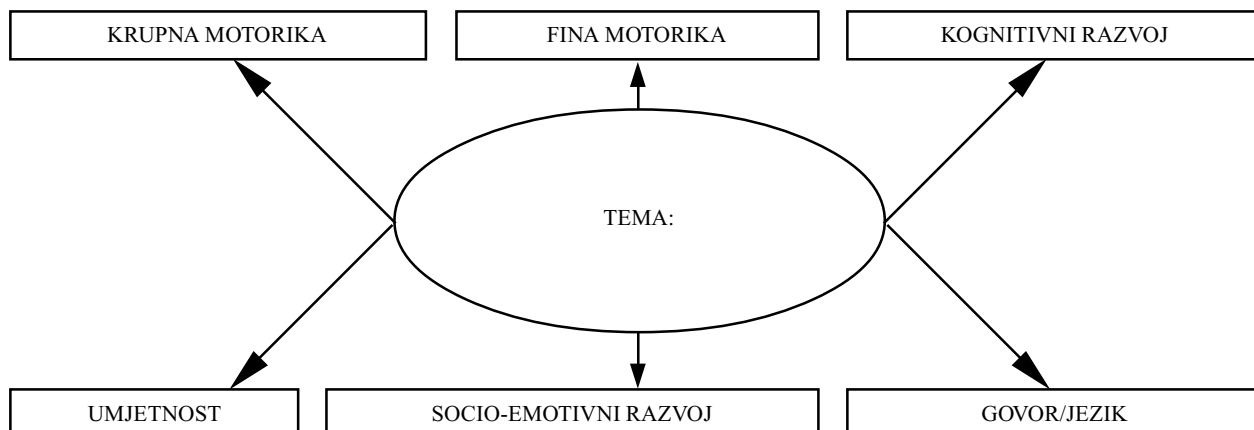 KRUPNA MOTORIKA
FINA MOTORIKA
KOGNITIVNI RAZVOJ
TEMA:
UMJETNOST
SOCIO-EMOTIVNI RAZVOJ
GOVOR/JEZIK